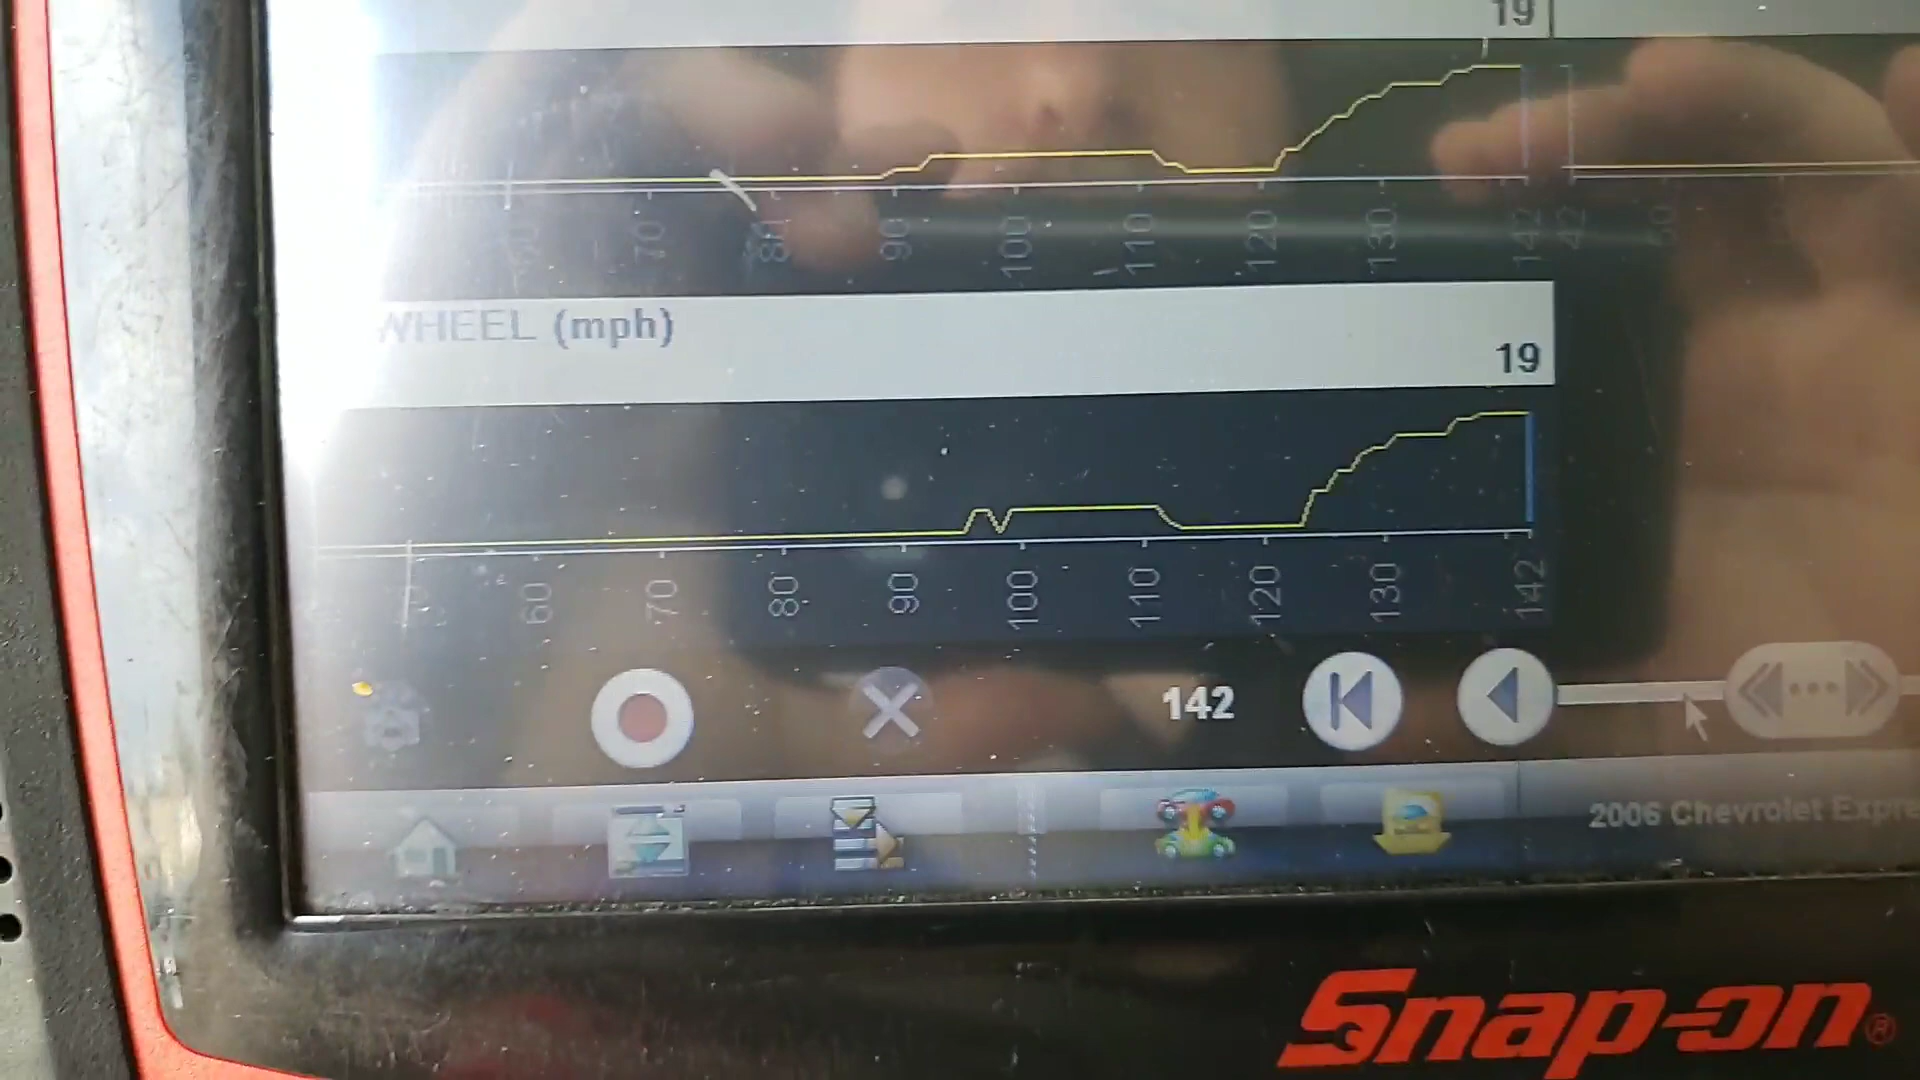 19
70 80 90 100 110 120 130 142 42
WHEEL (mph)
19
60 70 80 90 100 110 120 130 142
142
2006 Chevrolet Expre
Snap-on®